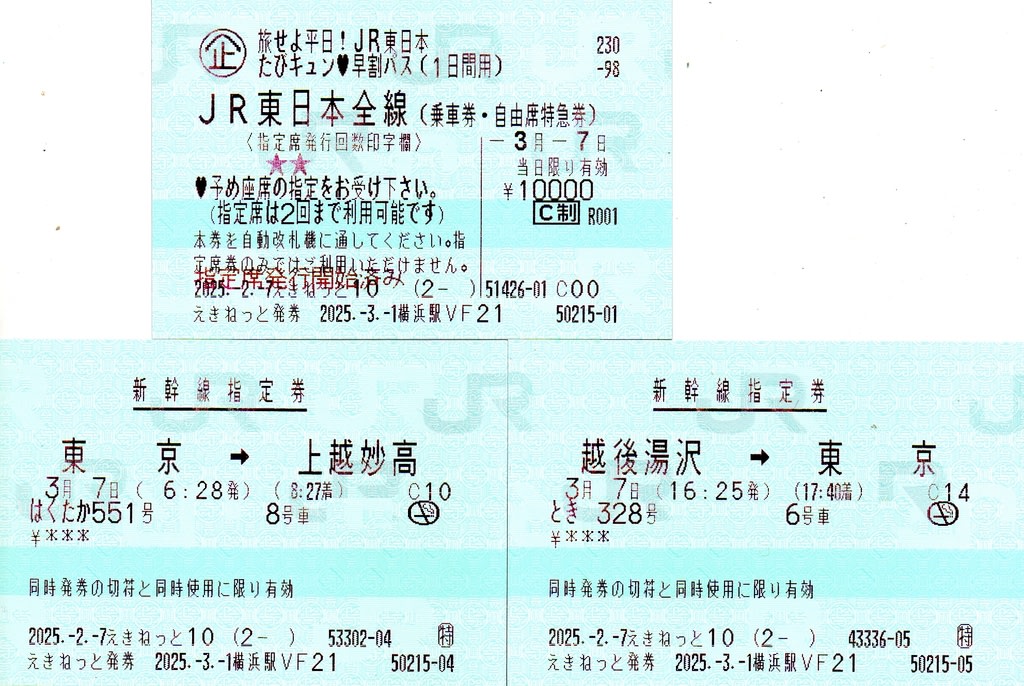 企 旅せよ平日！JR東日本
たびキュン♥早割パス(1日間用)
230
-98
JR東日本全線(乗車券・自由席特急券)
〈指定席発行回数印字欄〉
★★
-3月-7日
当日限り有効
♥予め座席の指定をお受け下さい。
(指定席は2回まで利用可能です)
￥10000
C制 R001
本券を自動改札機に通してください。指
定席券のみではご利用いただけません。
指定席発行開始済み
2025.-2.-7えきねっと10 (2- ) 51426-01 C00
えきねっと発券 2025.-3.-1横浜駅VF21 50215-01
新幹線指定券
東京 → 上越妙高
3月 7日 ( 6:28発) ( 8:27着) C10
はくたか551号 8号車
￥***
同時発券の切符と同時使用に限り有効
2025.-2.-7えきねっと10 (2- ) 53302-04 特
えきねっと発券 2025.-3.-1横浜駅VF21 50215-04
新幹線指定券
越後湯沢 → 東京
3月 7日 (16:25発) (17:40着) C14
とき 328号 6号車
￥***
同時発券の切符と同時使用に限り有効
2025.-2.-7えきねっと10 (2- ) 43336-05 特
えきねっと発券 2025.-3.-1横浜駅VF21 50215-05